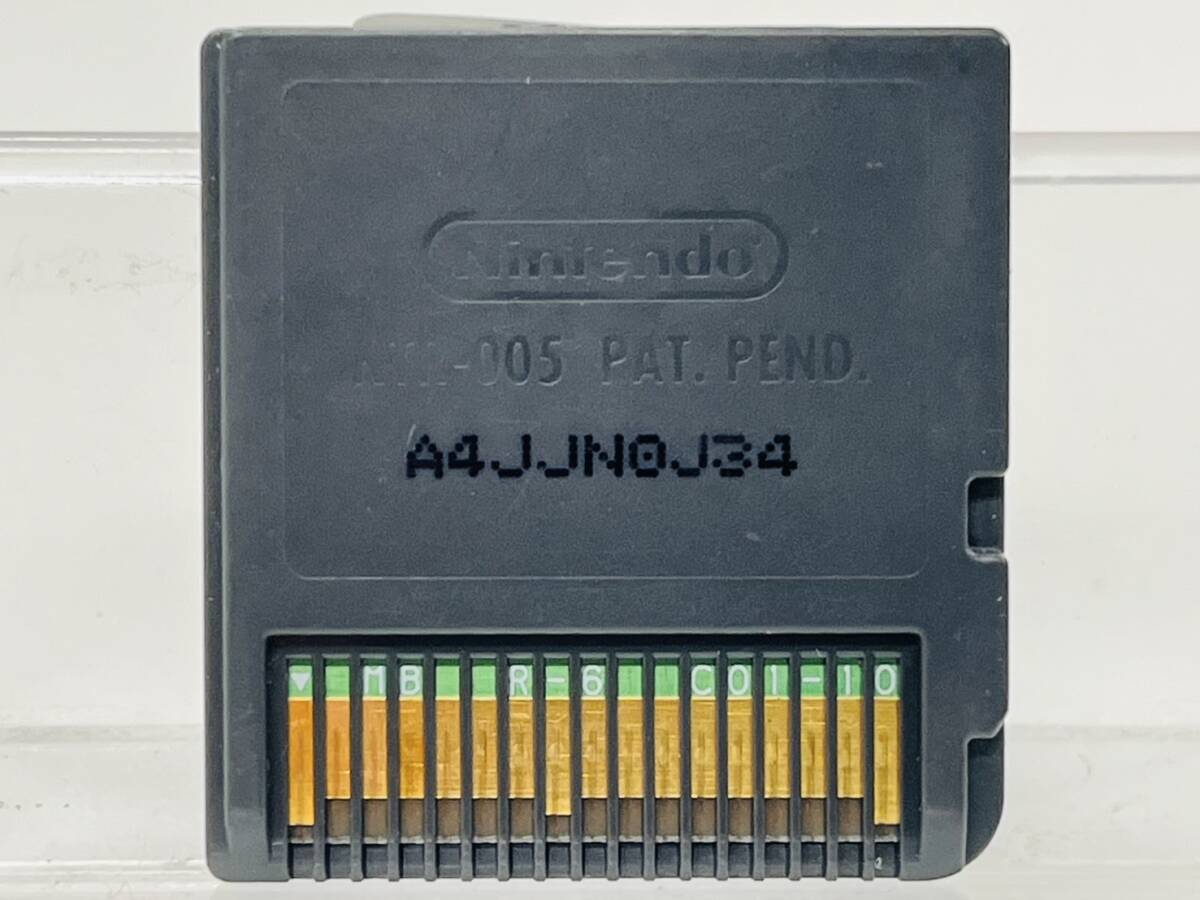 Nintendo
NTR-005 PAT. PEND.
A4JJN0J34
▼ MB R-6 C01-10